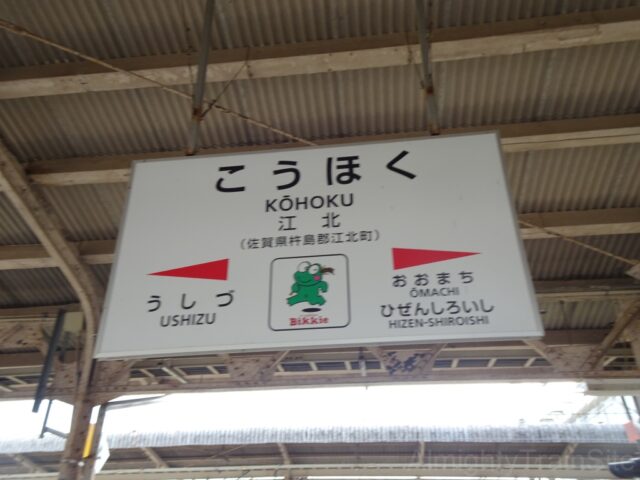 こうほく
KŌHOKU
江北
（佐賀県杵島郡江北町）
うしづ
USHIZU
Bikkie
おおまち
ŌMACHI
ひぜんしろいし
HIZEN-SHIROISHI
AmightyTrainSite